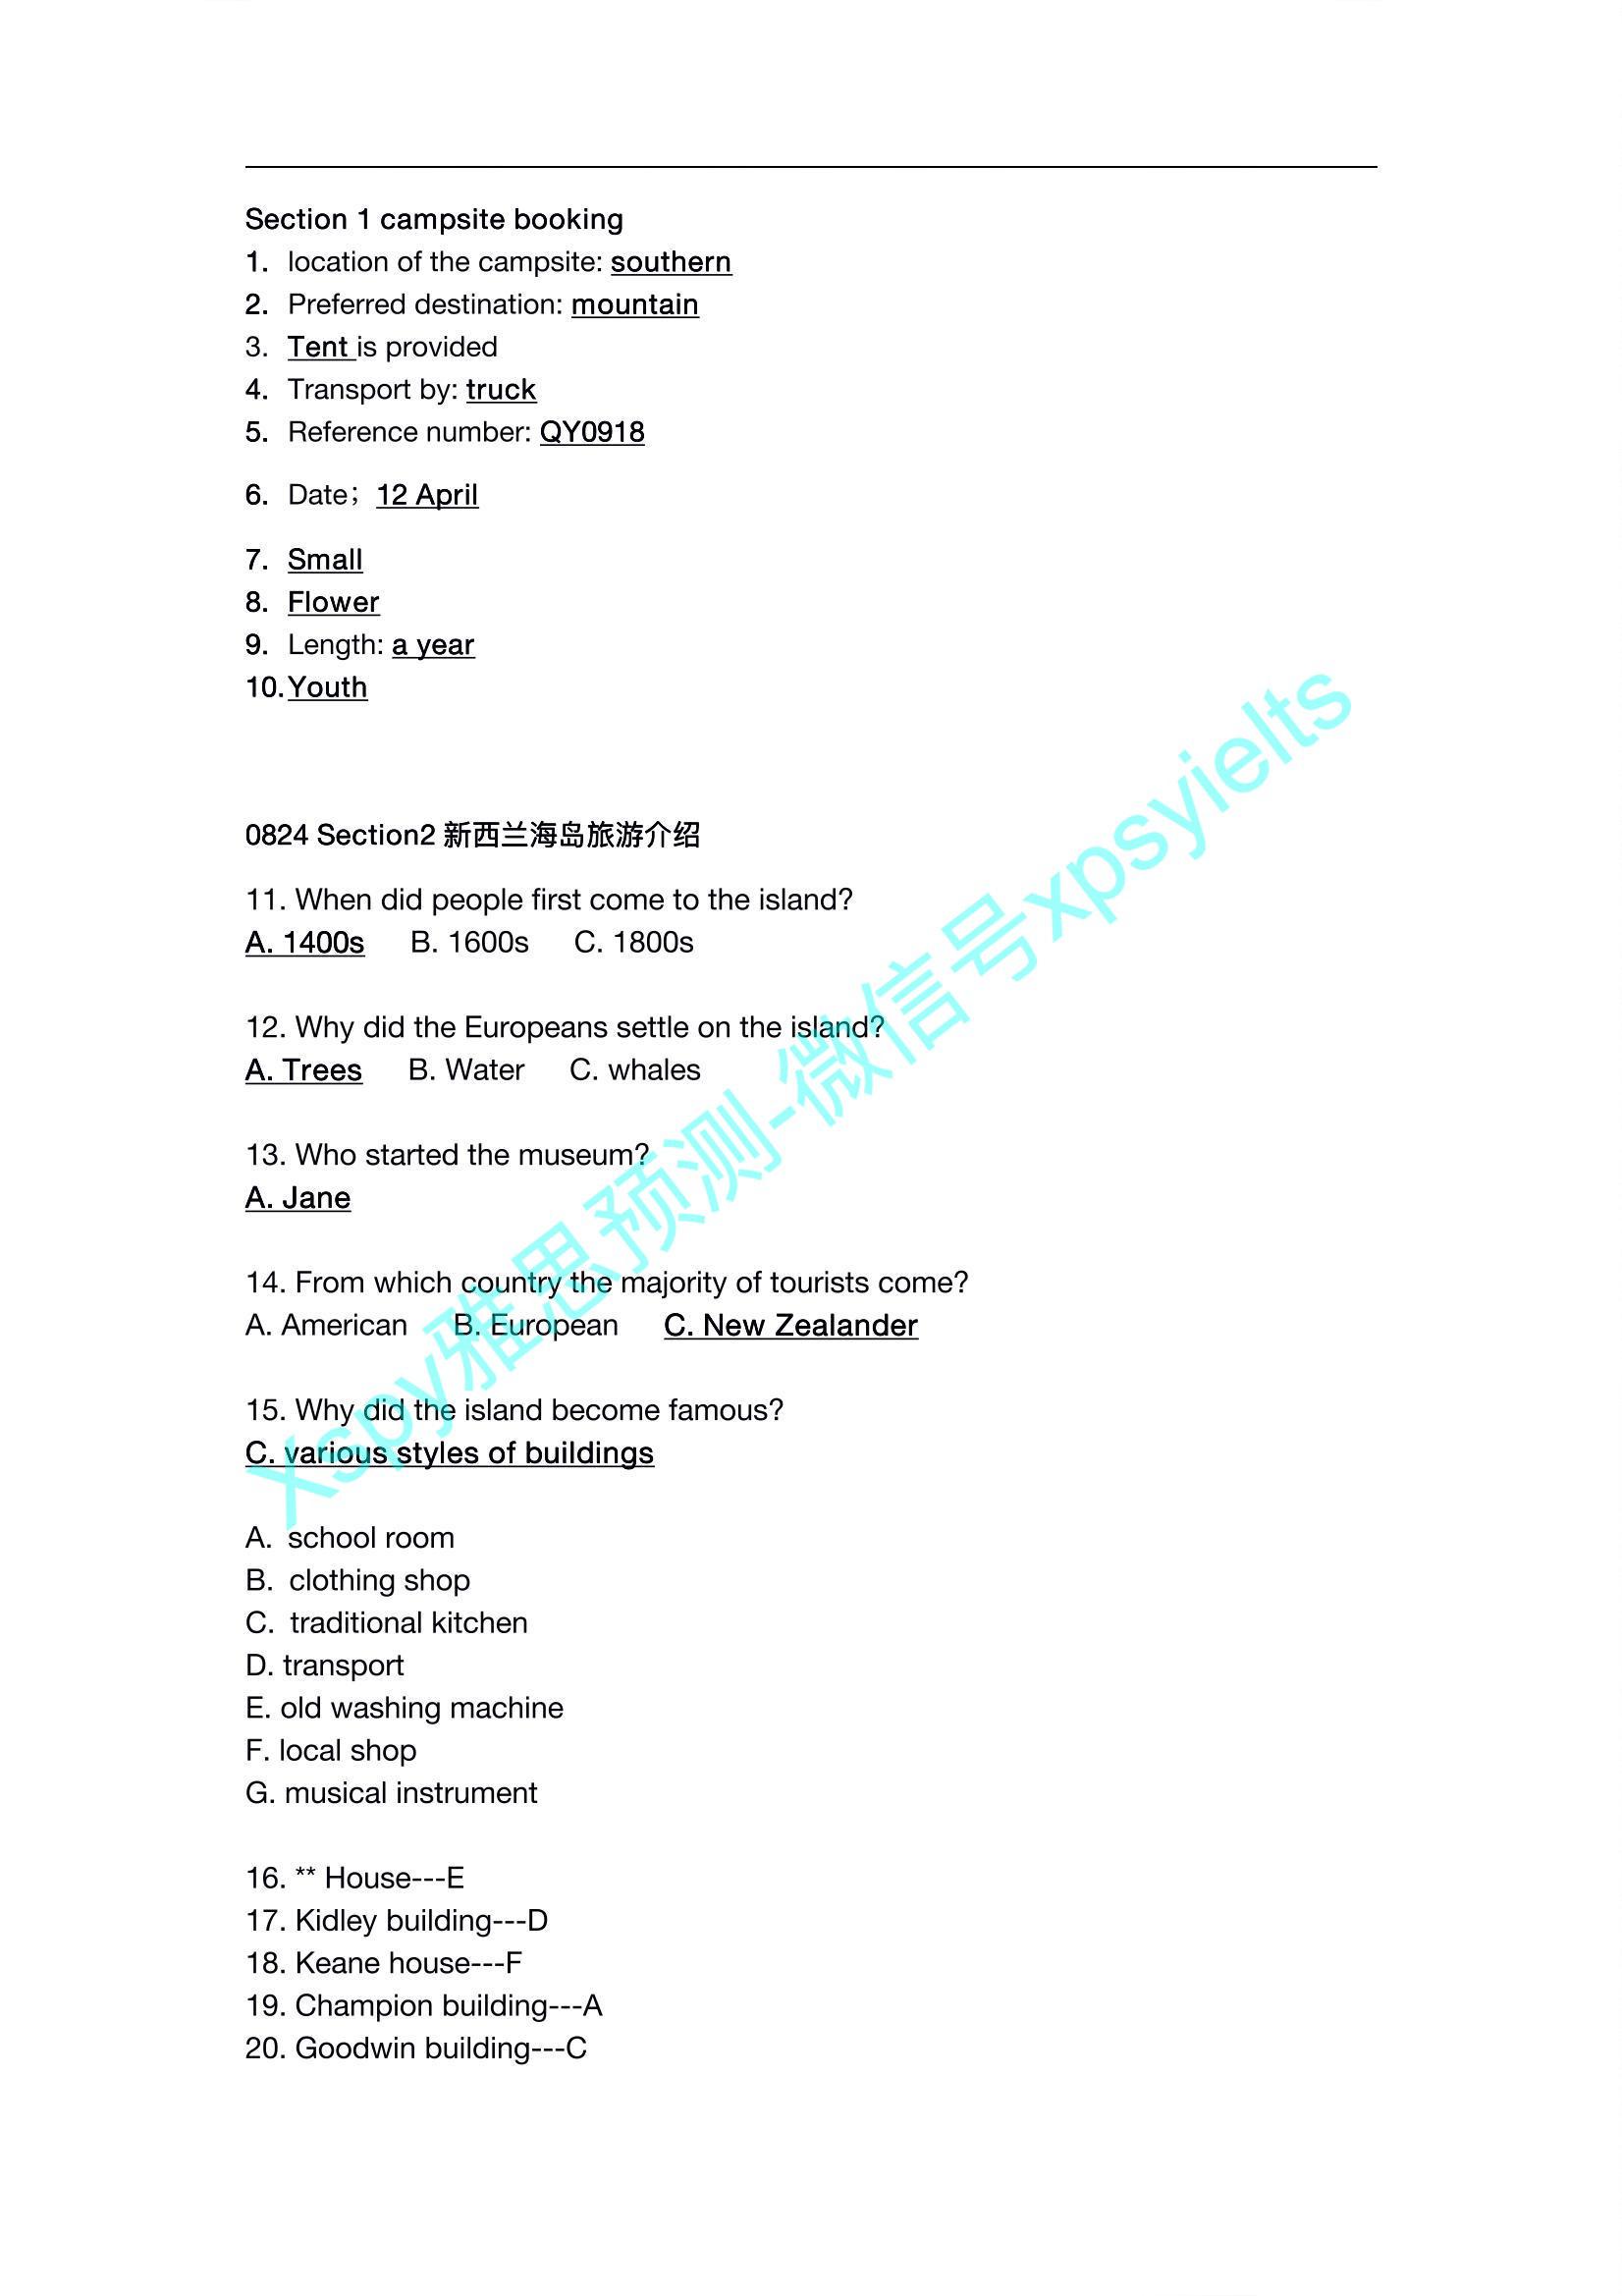 Section 1 campsite booking
1. location of the campsite: southern
2. Preferred destination: mountain
3. Tent is provided
4. Transport by: truck
5. Reference number: QY0918
6. Date； 12 April
7. Small
8. Flower
9. Length: a year
10. Youth
0824 Section2 新西兰海岛旅游介绍
11. When did people first come to the island?
A. 1400s B. 1600s C. 1800s
12. Why did the Europeans settle on the island?
A. Trees B. Water C. whales
13. Who started the museum?
A. Jane
14. From which country the majority of tourists come?
A. American B. European C. New Zealander
15. Why did the island become famous?
C. various styles of buildings
A. school room
B. clothing shop
C. traditional kitchen
D. transport
E. old washing machine
F. local shop
G. musical instrument
16. ** House---E
17. Kidley building---D
18. Keane house---F
19. Champion building---A
20. Goodwin building---C
Xspy雅思预测-微信号xpsyielts